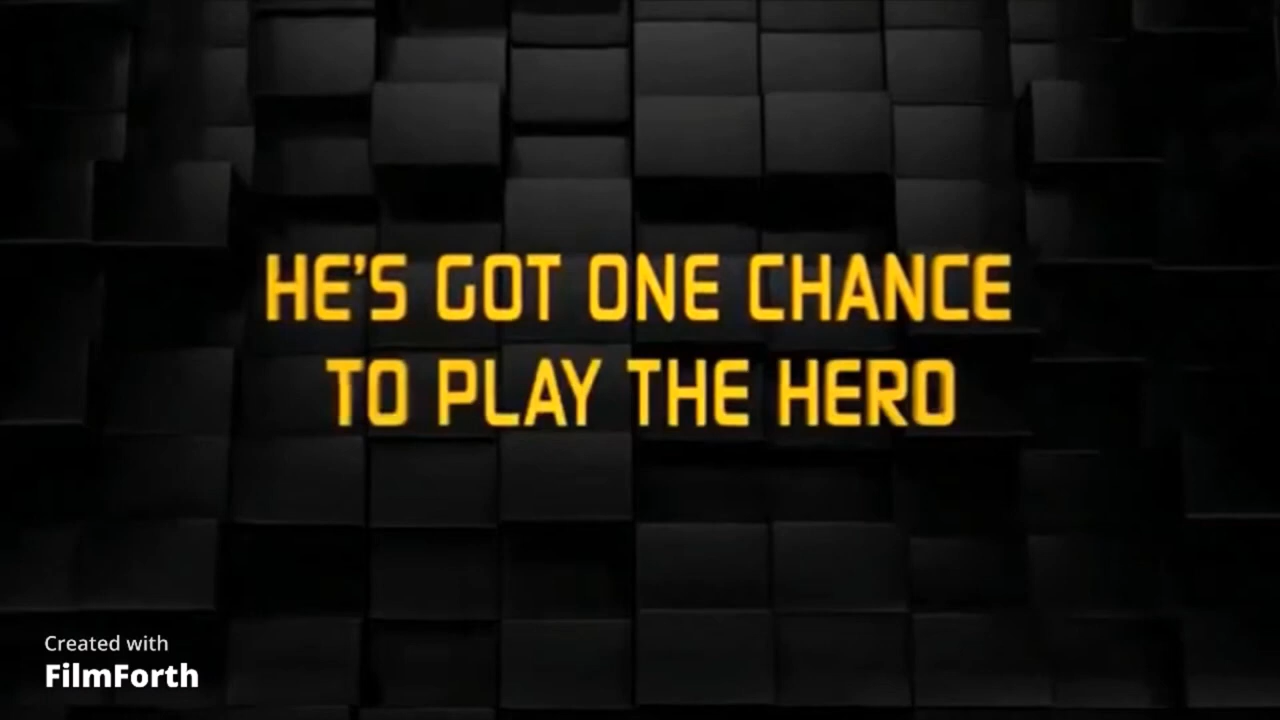 HE'S GOT ONE CHANCE
TO PLAY THE HERO
Created with
FilmForth